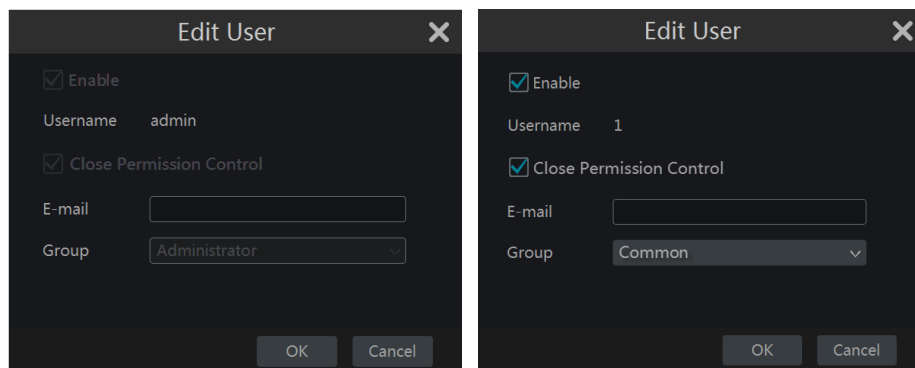 Edit User
Enable
Username admin
Close Permission Control
E-mail
Group Administrator
OK Cancel
Edit User
Enable
Username 1
Close Permission Control
E-mail
Group Common
OK Cancel